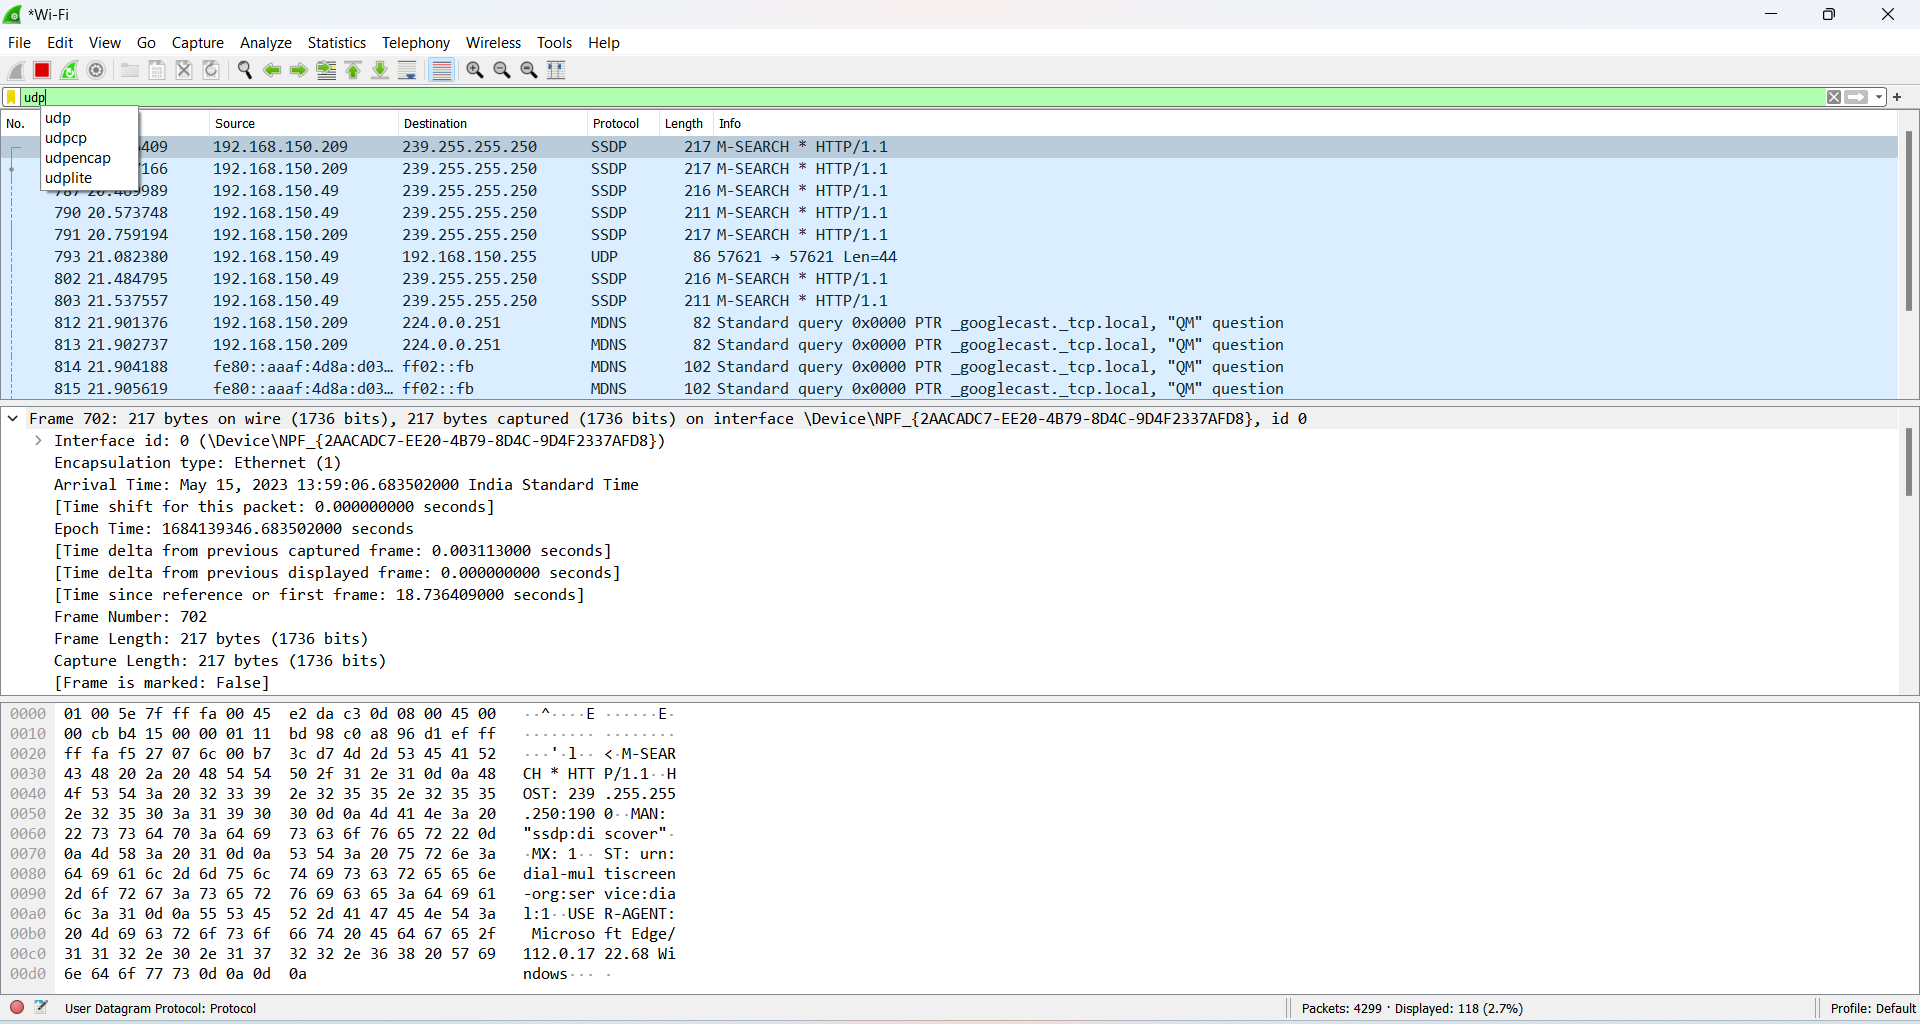 *Wi-Fi
File Edit View Go Capture Analyze Statistics Telephony Wireless Tools Help
udp
udp
udpcp
udpencap
udplite
No. Source Destination Protocol Length Info
409 192.168.150.209 239.255.255.250 SSDP 217 M-SEARCH * HTTP/1.1
166 192.168.150.209 239.255.255.250 SSDP 217 M-SEARCH * HTTP/1.1
787 20.469989 192.168.150.49 239.255.255.250 SSDP 216 M-SEARCH * HTTP/1.1
790 20.573748 192.168.150.49 239.255.255.250 SSDP 211 M-SEARCH * HTTP/1.1
791 20.759194 192.168.150.209 239.255.255.250 SSDP 217 M-SEARCH * HTTP/1.1
793 21.082380 192.168.150.49 192.168.150.255 UDP 86 57621 → 57621 Len=44
802 21.484795 192.168.150.49 239.255.255.250 SSDP 216 M-SEARCH * HTTP/1.1
803 21.537557 192.168.150.49 239.255.255.250 SSDP 211 M-SEARCH * HTTP/1.1
812 21.901376 192.168.150.209 224.0.0.251 MDNS 82 Standard query 0x0000 PTR _googlecast._tcp.local, "QM" question
813 21.902737 192.168.150.209 224.0.0.251 MDNS 82 Standard query 0x0000 PTR _googlecast._tcp.local, "QM" question
814 21.904188 fe80::aaaf:4d8a:d03… ff02::fb MDNS 102 Standard query 0x0000 PTR _googlecast._tcp.local, "QM" question
815 21.905619 fe80::aaaf:4d8a:d03… ff02::fb MDNS 102 Standard query 0x0000 PTR _googlecast._tcp.local, "QM" question
Frame 702: 217 bytes on wire (1736 bits), 217 bytes captured (1736 bits) on interface \Device\NPF_{2AACADC7-EE20-4B79-8D4C-9D4F2337AFD8}, id 0
Interface id: 0 (\Device\NPF_{2AACADC7-EE20-4B79-8D4C-9D4F2337AFD8})
Encapsulation type: Ethernet (1)
Arrival Time: May 15, 2023 13:59:06.683502000 India Standard Time
[Time shift for this packet: 0.000000000 seconds]
Epoch Time: 1684139346.683502000 seconds
[Time delta from previous captured frame: 0.003113000 seconds]
[Time delta from previous displayed frame: 0.000000000 seconds]
[Time since reference or first frame: 18.736409000 seconds]
Frame Number: 702
Frame Length: 217 bytes (1736 bits)
Capture Length: 217 bytes (1736 bits)
[Frame is marked: False]
0000 01 00 5e 7f ff fa 00 45 e2 da c3 0d 08 00 45 00 ··^····E ······E·
0010 00 cb b4 15 00 00 01 11 bd 98 c0 a8 96 d1 ef ff ········ ········
0020 ff fa f5 27 07 6c 00 b7 3c d7 4d 2d 53 45 41 52 ···'·l·· <·M-SEAR
0030 43 48 20 2a 20 48 54 54 50 2f 31 2e 31 0d 0a 48 CH * HTT P/1.1··H
0040 4f 53 54 3a 20 32 33 39 2e 32 35 35 2e 32 35 35 OST: 239 .255.255
0050 2e 32 35 30 3a 31 39 30 30 0d 0a 4d 41 4e 3a 20 .250:190 0··MAN:
0060 22 73 73 64 70 3a 64 69 73 63 6f 76 65 72 22 0d "ssdp:di scover"·
0070 0a 4d 58 3a 20 31 0d 0a 53 54 3a 20 75 72 6e 3a ·MX: 1·· ST: urn:
0080 64 69 61 6c 2d 6d 75 6c 74 69 73 63 72 65 65 6e dial-mul tiscreen
0090 2d 6f 72 67 3a 73 65 72 76 69 63 65 3a 64 69 61 -org:ser vice:dia
00a0 6c 3a 31 0d 0a 55 53 45 52 2d 41 47 45 4e 54 3a l:1··USE R-AGENT:
00b0 20 4d 69 63 72 6f 73 6f 66 74 20 45 64 67 65 2f Microso ft Edge/
00c0 31 31 32 2e 30 2e 31 37 32 32 2e 36 38 20 57 69 112.0.17 22.68 Wi
00d0 6e 64 6f 77 73 0d 0a 0d 0a ndows··· ·
User Datagram Protocol: Protocol Packets: 4299 · Displayed: 118 (2.7%) Profile: Default